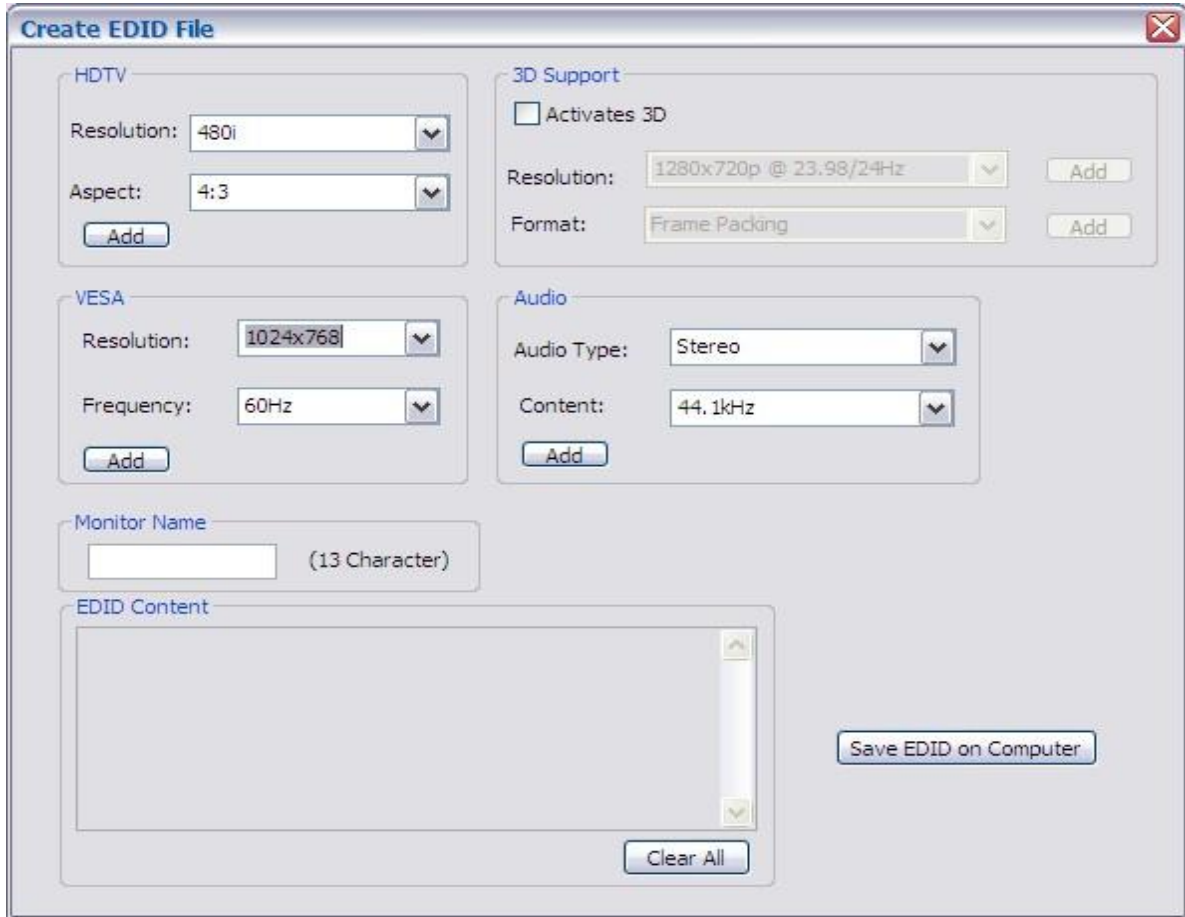 Create EDID File
HDTV
Resolution: 480i
Aspect: 4:3
Add
3D Support
Activates 3D
Resolution: 1280x720p @ 23.98/24Hz Add
Format: Frame Packing Add
VESA
Resolution: 1024x768
Frequency: 60Hz
Add
Audio
Audio Type: Stereo
Content: 44.1kHz
Add
Monitor Name
(13 Character)
EDID Content
Save EDID on Computer
Clear All